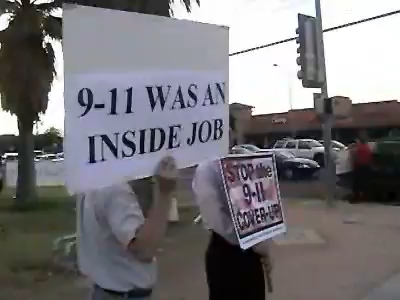 9-11 WAS AN
INSIDE JOB
STOP the
9-11
COVER-UP!